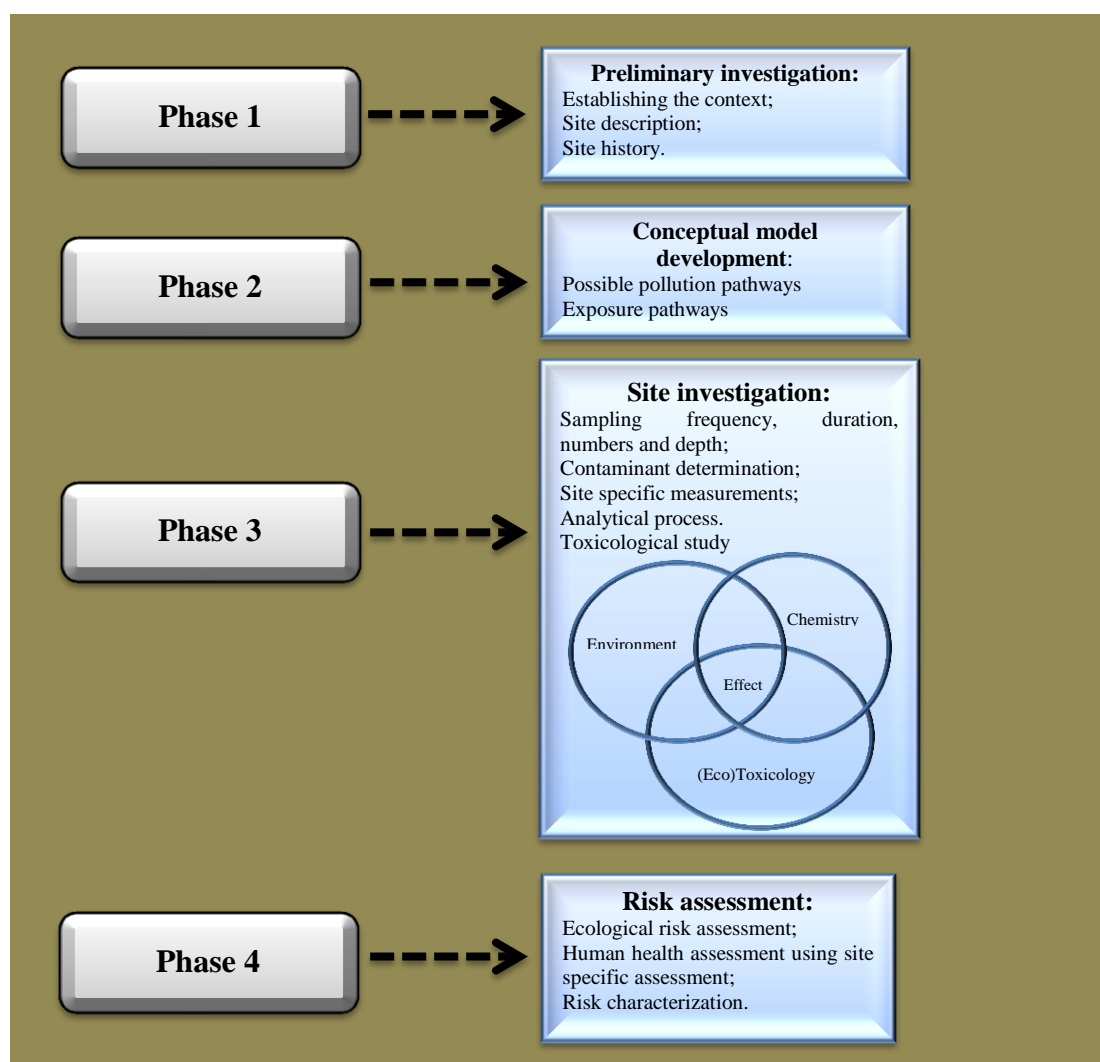 Phase 1
Preliminary investigation:
Establishing the context;
Site description;
Site history.
Phase 2
Conceptual model
development:
Possible pollution pathways
Exposure pathways
Phase 3
Site investigation:
Sampling frequency, duration,
numbers and depth;
Contaminant determination;
Site specific measurements;
Analytical process.
Toxicological study
Environment
Chemistry
Effect
(Eco)Toxicology
Phase 4
Risk assessment:
Ecological risk assessment;
Human health assessment using site
specific assessment;
Risk characterization.